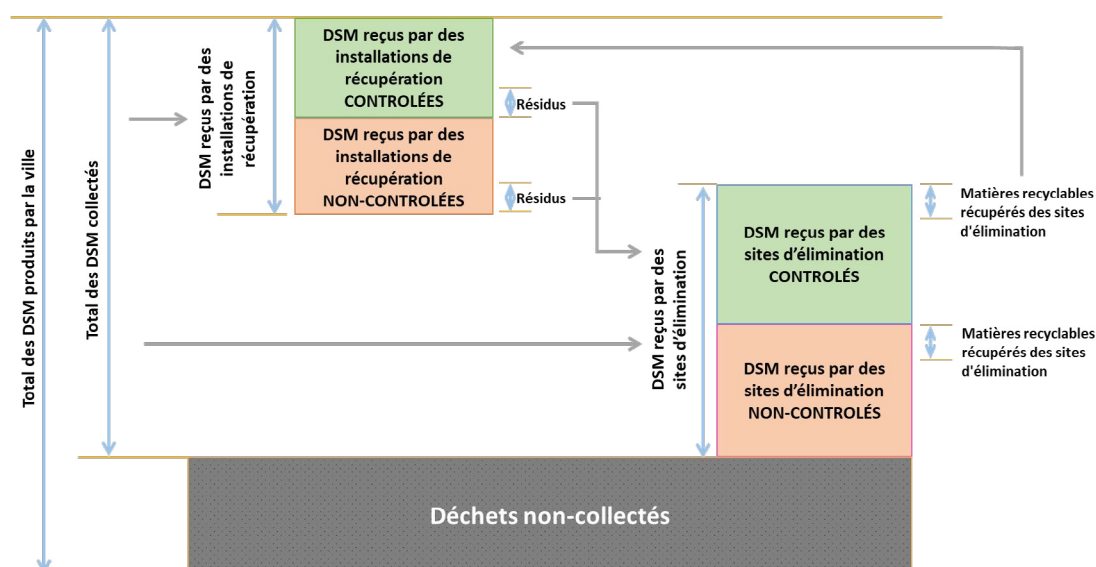 Total des DSM produits par la ville
Total des DSM collectés
DSM reçus par des
installations de
récupération
DSM reçus par des
installations de
récupération
CONTROLÉES
Résidus
DSM reçus par des
installations de
récupération
NON-CONTROLÉES
Résidus
DSM reçus par des
sites d'élimination
DSM reçus par des
sites d’élimination
CONTROLÉS
Matières recyclables
récupérés des sites
d'élimination
DSM reçus par des
sites d’élimination
NON-CONTROLÉS
Matières recyclables
récupérés des sites
d'élimination
Déchets non-collectés